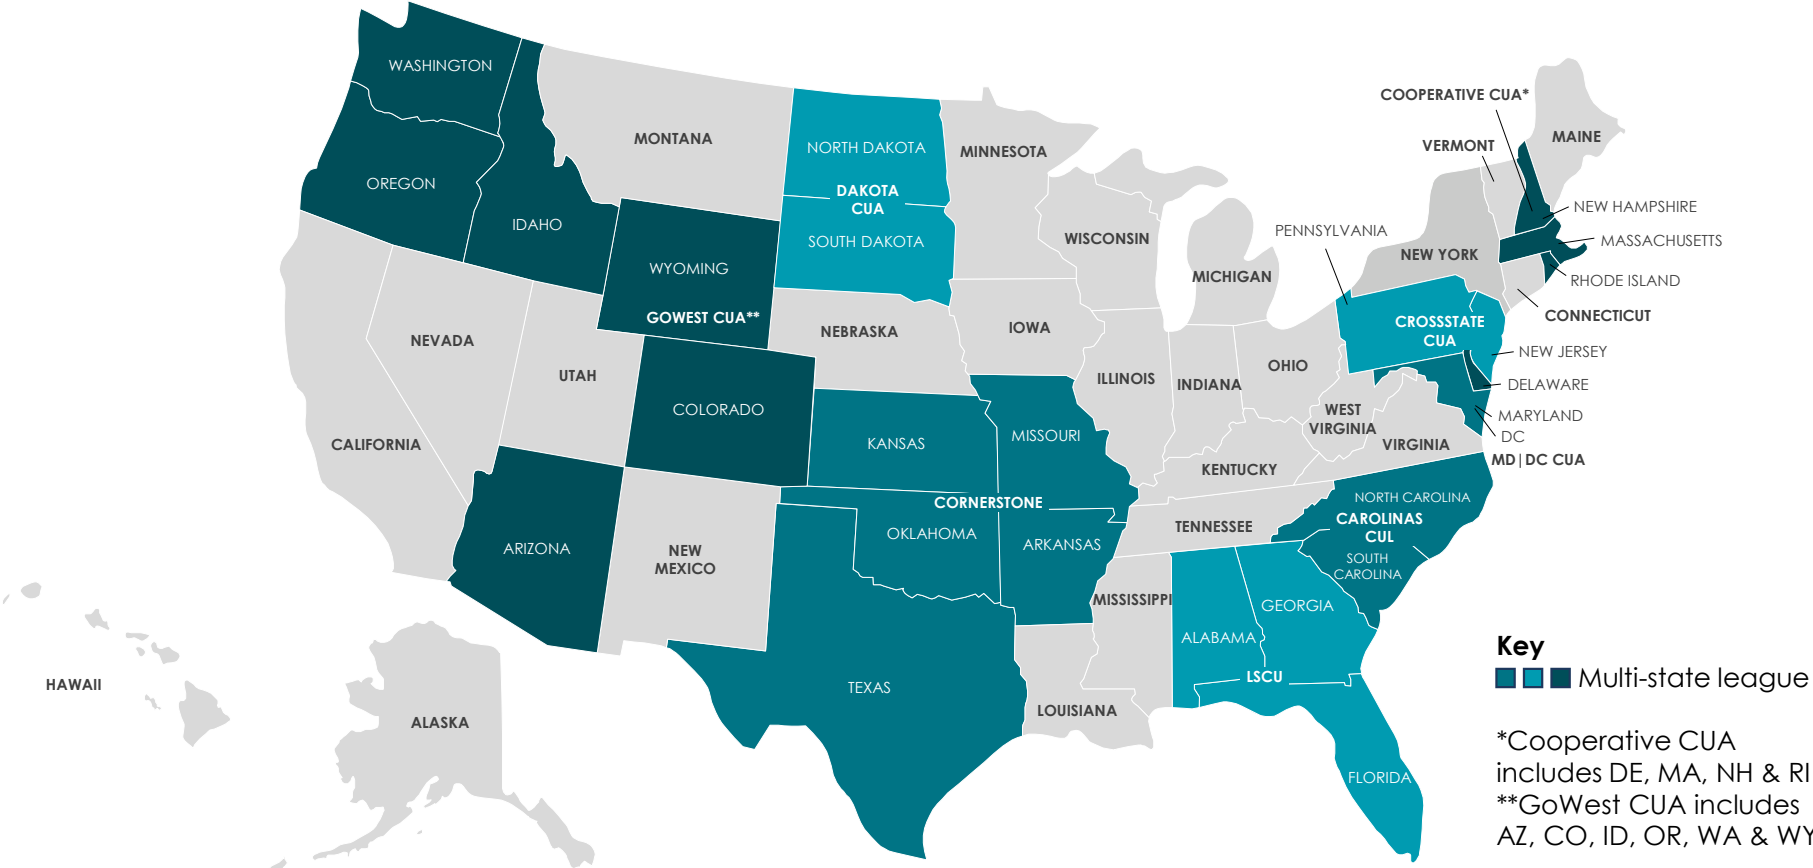 WASHINGTON
OREGON
IDAHO
MONTANA
WYOMING
GOWEST CUA**
NEVADA
UTAH
COLORADO
CALIFORNIA
ARIZONA
NEW
MEXICO
NORTH DAKOTA
DAKOTA
CUA
SOUTH DAKOTA
NEBRASKA
KANSAS
CORNERSTONE
OKLAHOMA
TEXAS
MINNESOTA
IOWA
MISSOURI
ARKANSAS
LOUISIANA
WISCONSIN
ILLINOIS
MICHIGAN
INDIANA
OHIO
KENTUCKY
TENNESSEE
MISSISSIPPI
ALABAMA
GEORGIA
LSCU
FLORIDA
WEST
VIRGINIA
VIRGINIA
NORTH CAROLINA
CAROLINAS
CUL
SOUTH
CAROLINA
COOPERATIVE CUA*
VERMONT
MAINE
NEW HAMPSHIRE
MASSACHUSETTS
RHODE ISLAND
CONNECTICUT
NEW YORK
PENNSYLVANIA
CROSSSTATE
CUA
NEW JERSEY
DELAWARE
MARYLAND
DC
MD|DC CUA
HAWAII
ALASKA
Key
Multi-state league
*Cooperative CUA
includes DE, MA, NH & RI
**GoWest CUA includes
AZ, CO, ID, OR, WA & WY